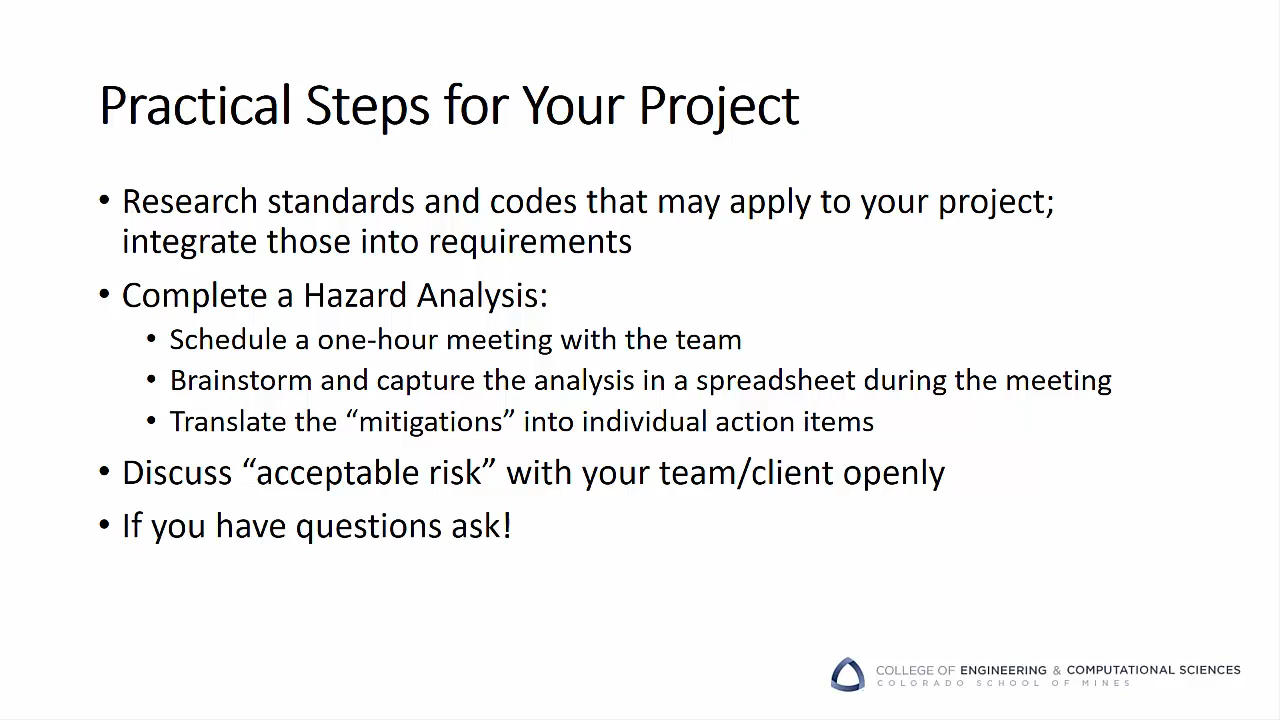 Practical Steps for Your Project
• Research standards and codes that may apply to your project;
integrate those into requirements
• Complete a Hazard Analysis:
• Schedule a one-hour meeting with the team
• Brainstorm and capture the analysis in a spreadsheet during the meeting
• Translate the “mitigations” into individual action items
• Discuss “acceptable risk” with your team/client openly
• If you have questions ask!
COLLEGE OF ENGINEERING & COMPUTATIONAL SCIENCES
COLORADO SCHOOL OF MINES